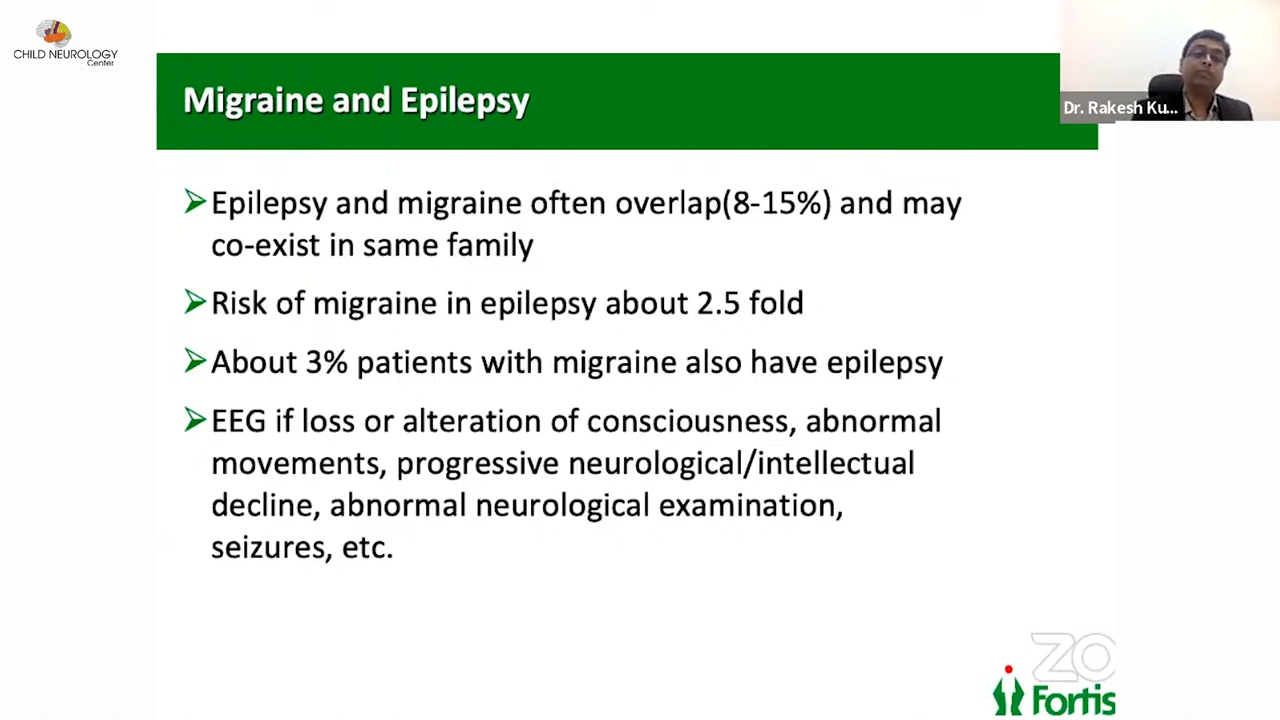 CHILD NEUROLOGY
Center
Migraine and Epilepsy
Dr. Rakesh Ku...
➢Epilepsy and migraine often overlap(8-15%) and may
co-exist in same family
➢Risk of migraine in epilepsy about 2.5 fold
➢About 3% patients with migraine also have epilepsy
➢EEG if loss or alteration of consciousness, abnormal
movements, progressive neurological/intellectual
decline, abnormal neurological examination,
seizures, etc.
Fortis